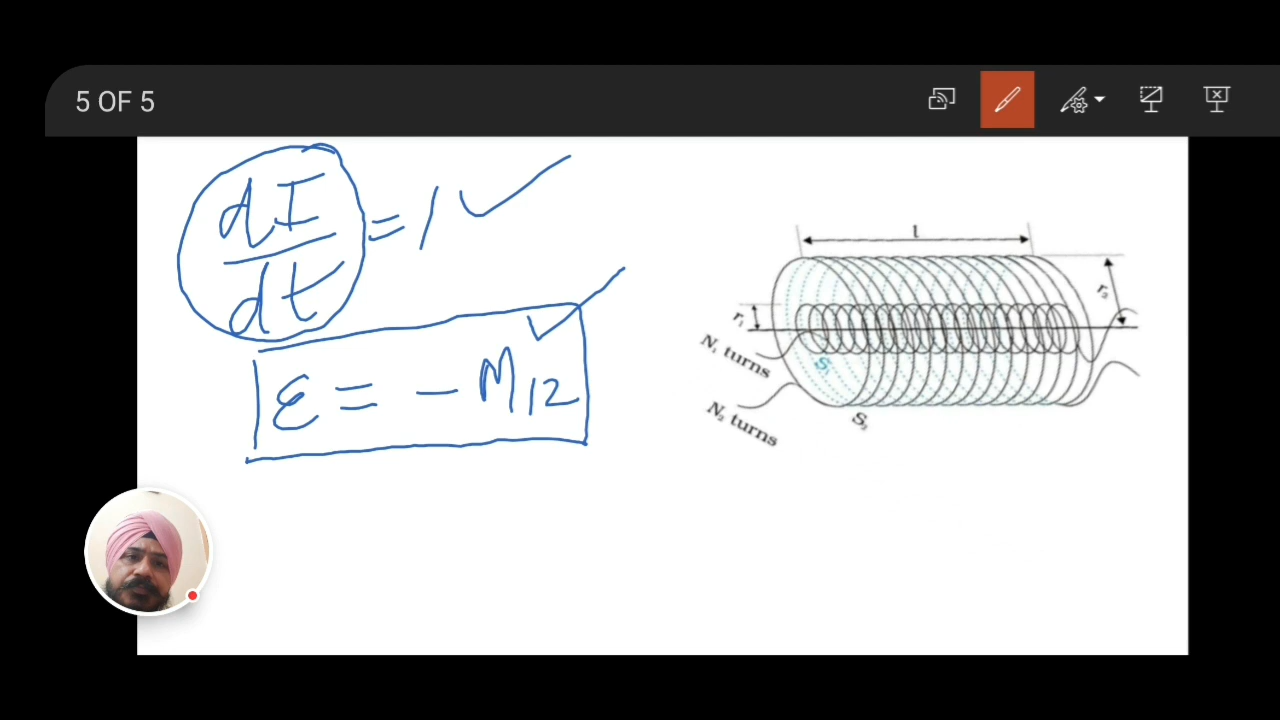 5 OF 5
dI/dt = 1
ε = - M12
l
r₂
r₁
N₁ turns
S₁
N₂ turns
S₂